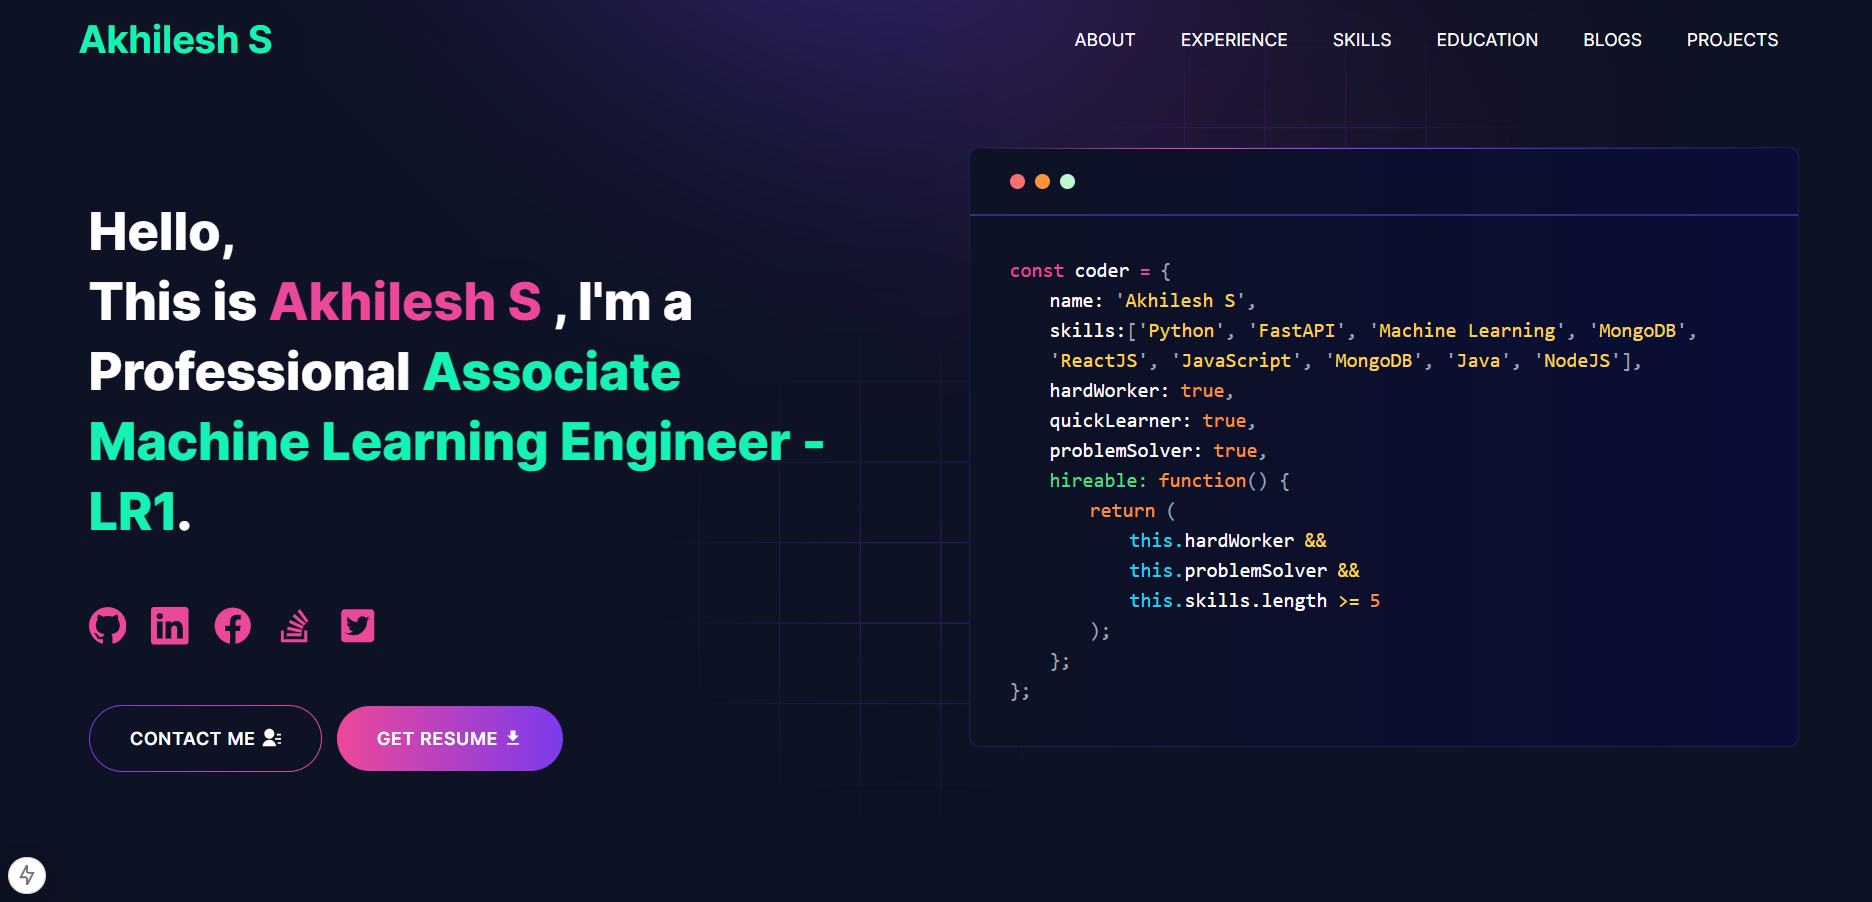 Akhilesh S
ABOUT EXPERIENCE SKILLS EDUCATION BLOGS PROJECTS
Hello,
This is Akhilesh S , I'm a
Professional Associate
Machine Learning Engineer -
LR1.
CONTACT ME
GET RESUME
const coder = {
name: 'Akhilesh S',
skills:['Python', 'FastAPI', 'Machine Learning', 'MongoDB',
'ReactJS', 'JavaScript', 'MongoDB', 'Java', 'NodeJS'],
hardWorker: true,
quickLearner: true,
problemSolver: true,
hireable: function() {
return (
this.hardWorker &&
this.problemSolver &&
this.skills.length >= 5
);
};
};